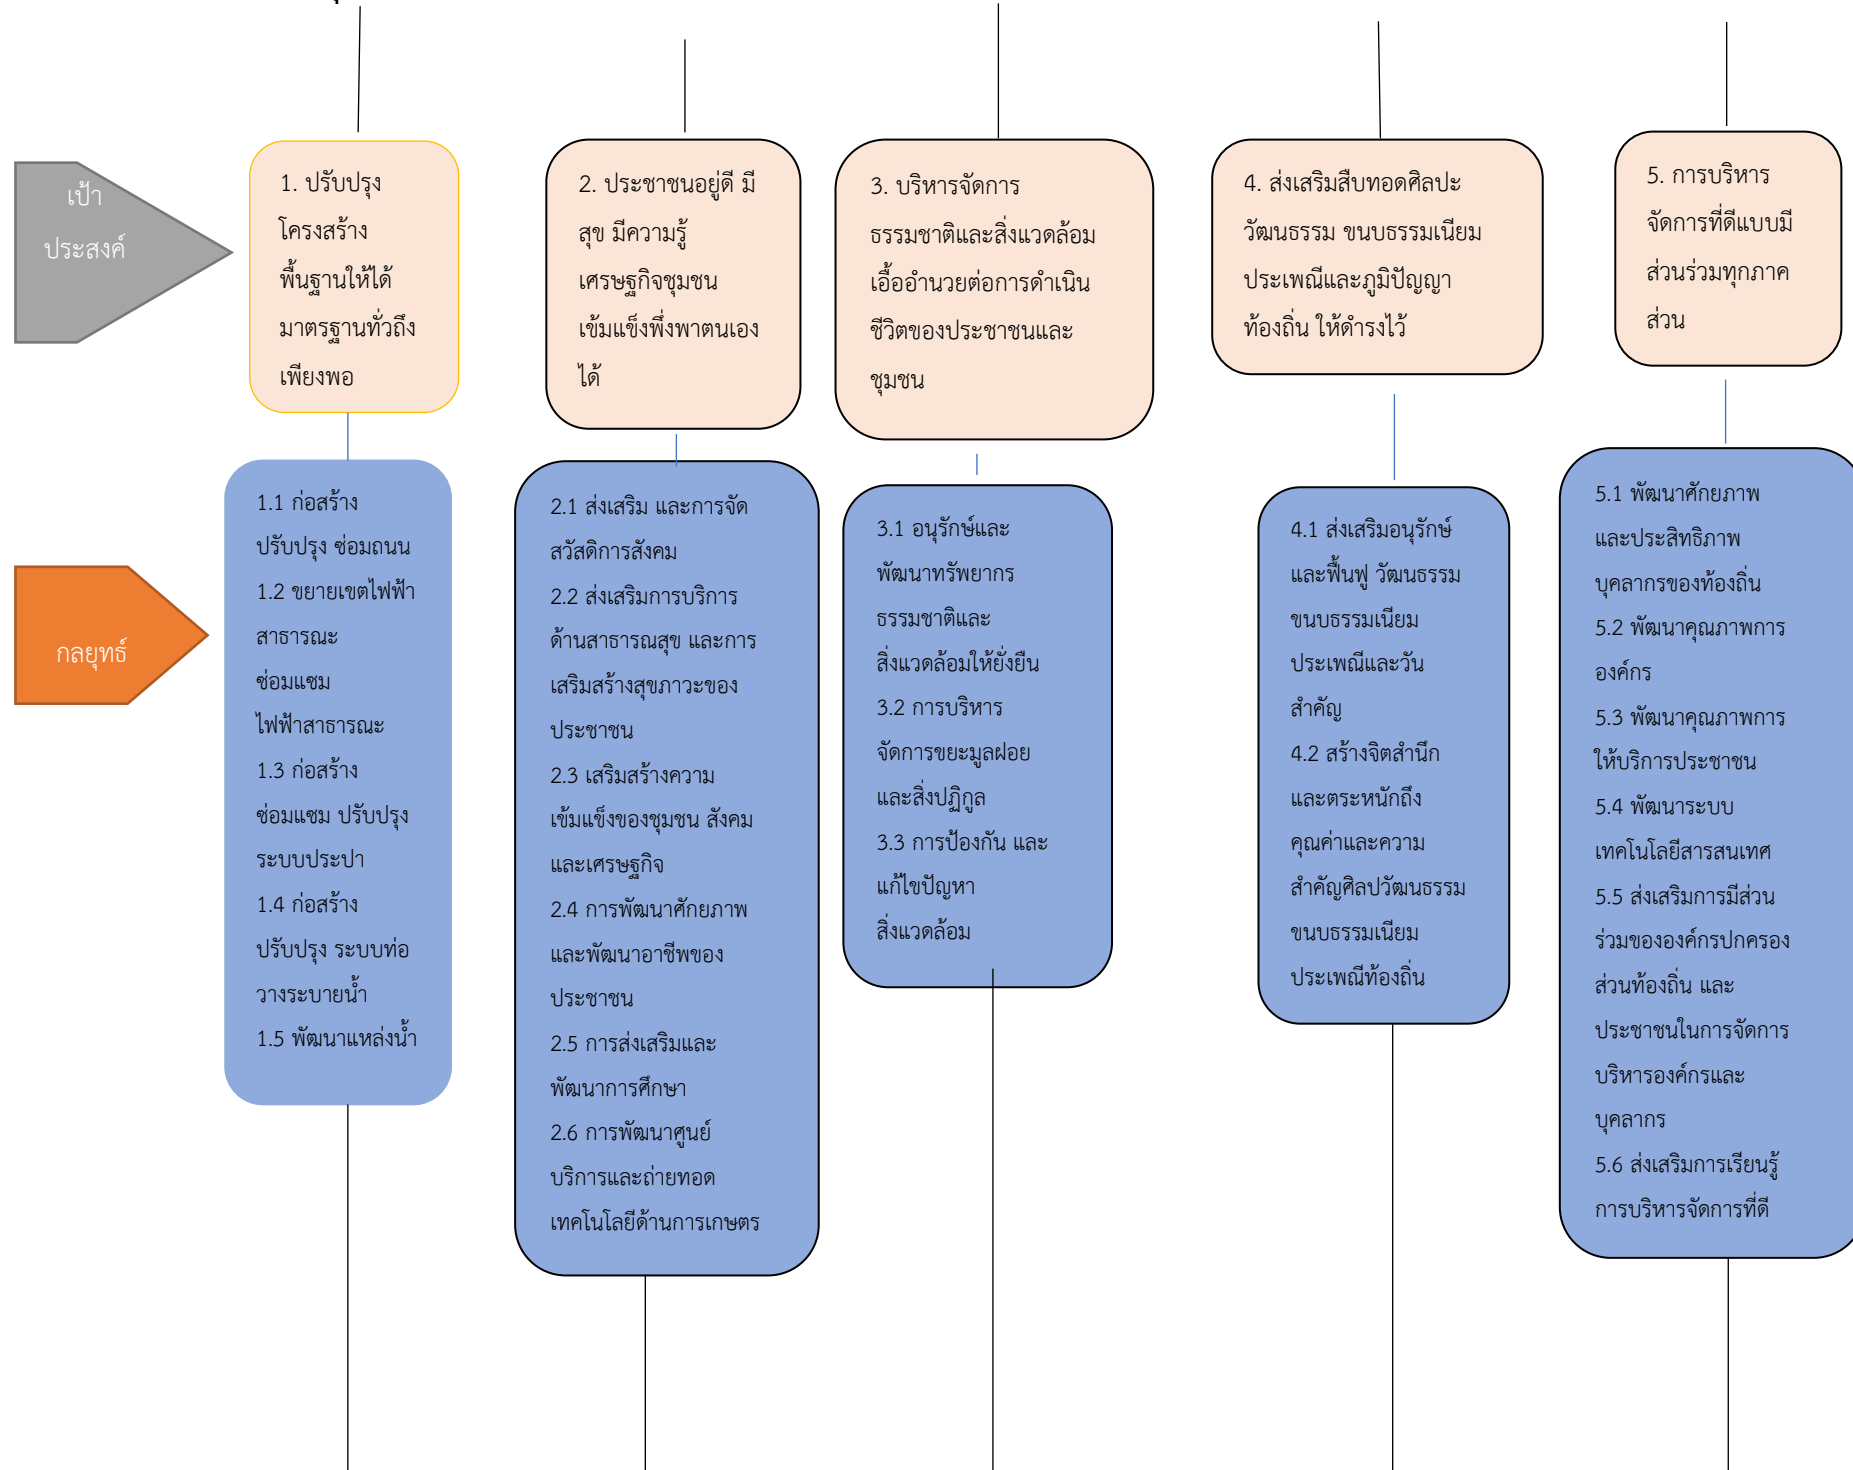 เป้า
ประสงค์
1. ปรับปรุง
โครงสร้าง
พื้นฐานให้ได้
มาตรฐานทั่วถึง
เพียงพอ
2. ประชาชนอยู่ดี มี
สุข มีความรู้
เศรษฐกิจชุมชน
เข้มแข็งพึ่งพาตนเอง
ได้
3. บริหารจัดการ
ธรรมชาติและสิ่งแวดล้อม
เอื้ออำนวยต่อการดำเนิน
ชีวิตของประชาชนและ
ชุมชน
4. ส่งเสริมสืบทอดศิลปะ
วัฒนธรรม ขนบธรรมเนียม
ประเพณีและภูมิปัญญา
ท้องถิ่น ให้ดำรงไว้
5. การบริหาร
จัดการที่ดีแบบมี
ส่วนร่วมทุกภาค
ส่วน
กลยุทธ์
1.1 ก่อสร้าง
ปรับปรุง ซ่อมถนน
1.2 ขยายเขตไฟฟ้า
สาธารณะ
ซ่อมแซม
ไฟฟ้าสาธารณะ
1.3 ก่อสร้าง
ซ่อมแซม ปรับปรุง
ระบบประปา
1.4 ก่อสร้าง
ปรับปรุง ระบบท่อ
วางระบายน้ำ
1.5 พัฒนาแหล่งน้ำ
2.1 ส่งเสริม และการจัด
สวัสดิการสังคม
2.2 ส่งเสริมการบริการ
ด้านสาธารณสุข และการ
เสริมสร้างสุขภาวะของ
ประชาชน
2.3 เสริมสร้างความ
เข้มแข็งของชุมชน สังคม
และเศรษฐกิจ
2.4 การพัฒนาศักยภาพ
และพัฒนาอาชีพของ
ประชาชน
2.5 การส่งเสริมและ
พัฒนาการศึกษา
2.6 การพัฒนาศูนย์
บริการและถ่ายทอด
เทคโนโลยีด้านการเกษตร
3.1 อนุรักษ์และ
พัฒนาทรัพยากร
ธรรมชาติและ
สิ่งแวดล้อมให้ยั่งยืน
3.2 การบริหาร
จัดการขยะมูลฝอย
และสิ่งปฏิกูล
3.3 การป้องกัน และ
แก้ไขปัญหา
สิ่งแวดล้อม
4.1 ส่งเสริมอนุรักษ์
และฟื้นฟู วัฒนธรรม
ขนบธรรมเนียม
ประเพณีและวัน
สำคัญ
4.2 สร้างจิตสำนึก
และตระหนักถึง
คุณค่าและความ
สำคัญศิลปวัฒนธรรม
ขนบธรรมเนียม
ประเพณีท้องถิ่น
5.1 พัฒนาศักยภาพ
และประสิทธิภาพ
บุคลากรของท้องถิ่น
5.2 พัฒนาคุณภาพการ
องค์กร
5.3 พัฒนาคุณภาพการ
ให้บริการประชาชน
5.4 พัฒนาระบบ
เทคโนโลยีสารสนเทศ
5.5 ส่งเสริมการมีส่วน
ร่วมขององค์กรปกครอง
ส่วนท้องถิ่น และ
ประชาชนในการจัดการ
บริหารองค์กรและ
บุคลากร
5.6 ส่งเสริมการเรียนรู้
การบริหารจัดการที่ดี